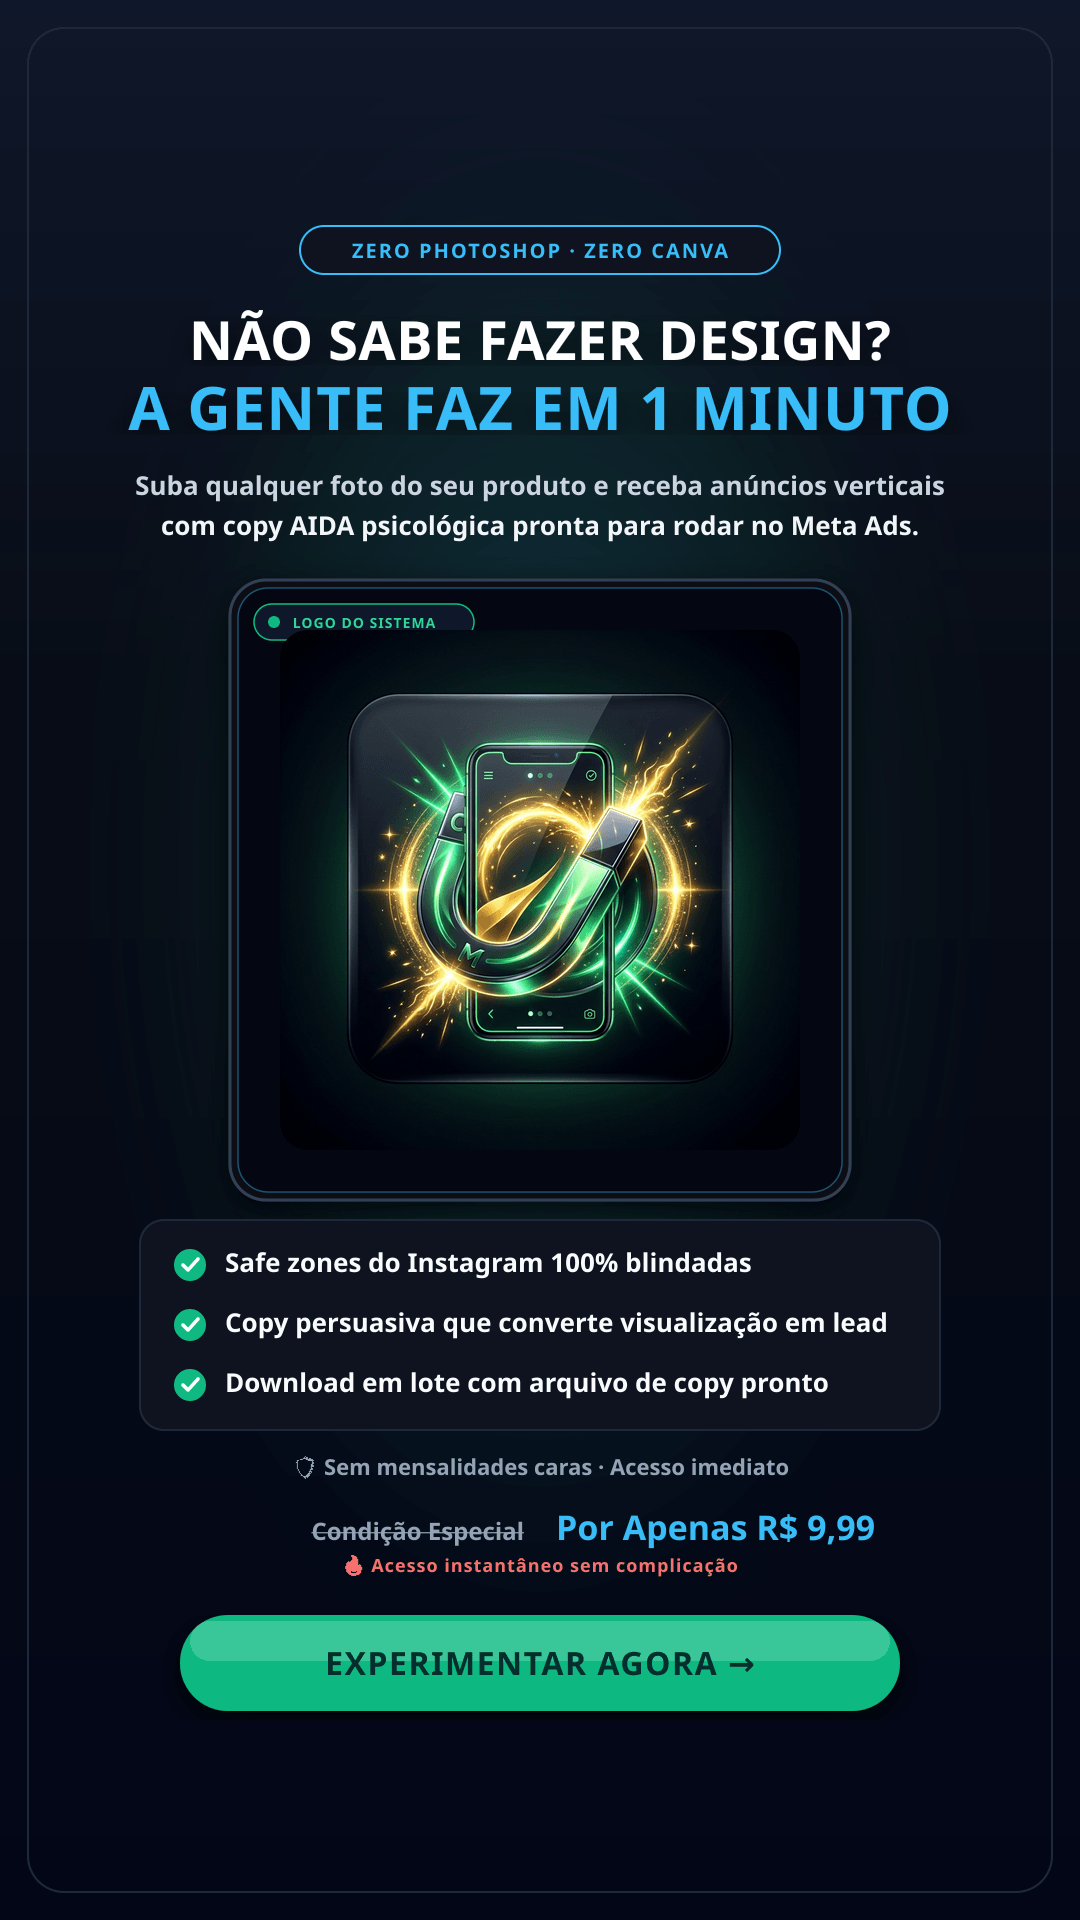 ZERO PHOTOSHOP · ZERO CANVA
NÃO SABE FAZER DESIGN?
A GENTE FAZ EM 1 MINUTO
Suba qualquer foto do seu produto e receba anúncios verticais
com copy AIDA psicológica pronta para rodar no Meta Ads.
LOGO DO SISTEMA
C
M
Safe zones do Instagram 100% blindadas
Copy persuasiva que converte visualização em lead
Download em lote com arquivo de copy pronto
Sem mensalidades caras · Acesso imediato
Condição Especial Por Apenas R$ 9,99
Acesso instantâneo sem complicação
EXPERIMENTAR AGORA →